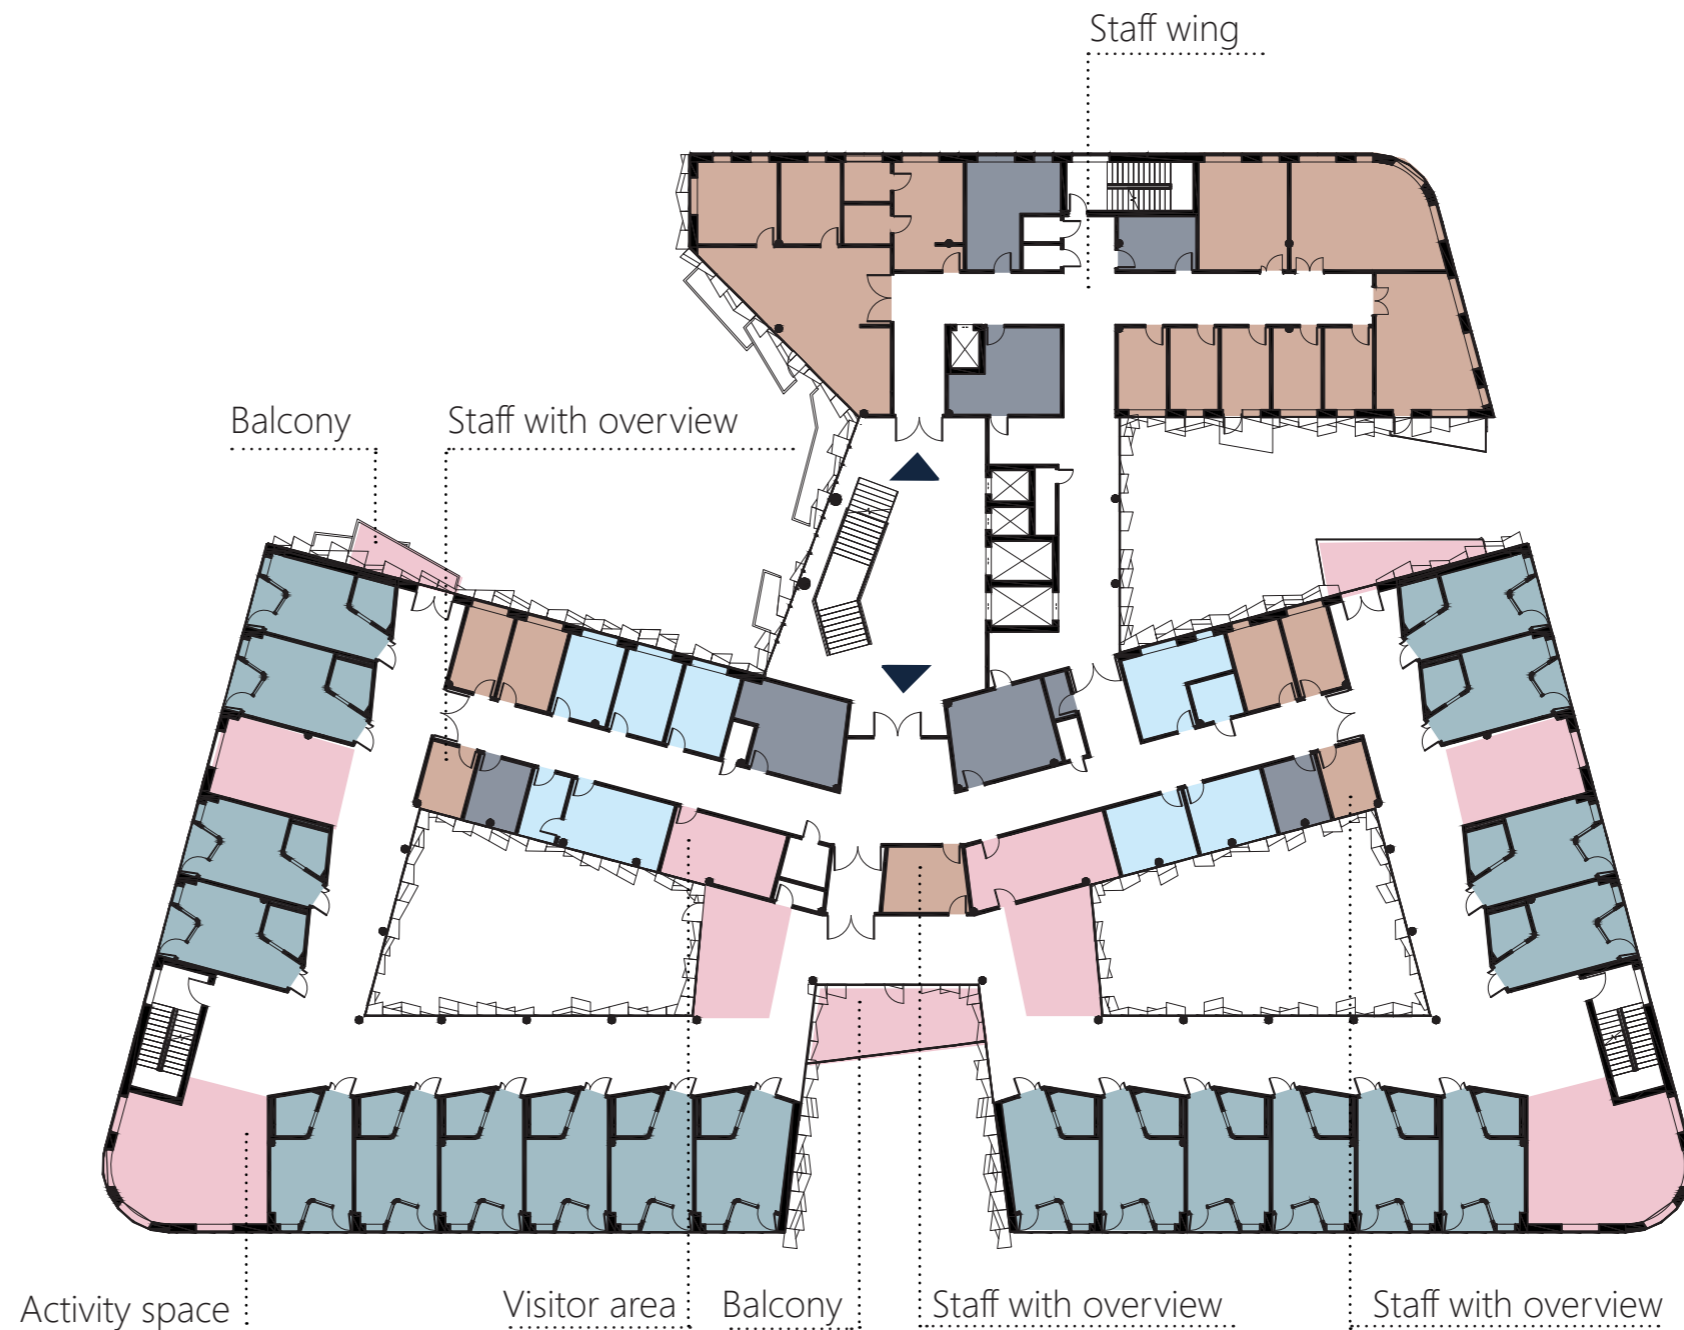 Staff wing
Balcony
Staff with overview
Activity space
Visitor area
Balcony
Staff with overview
Staff with overview